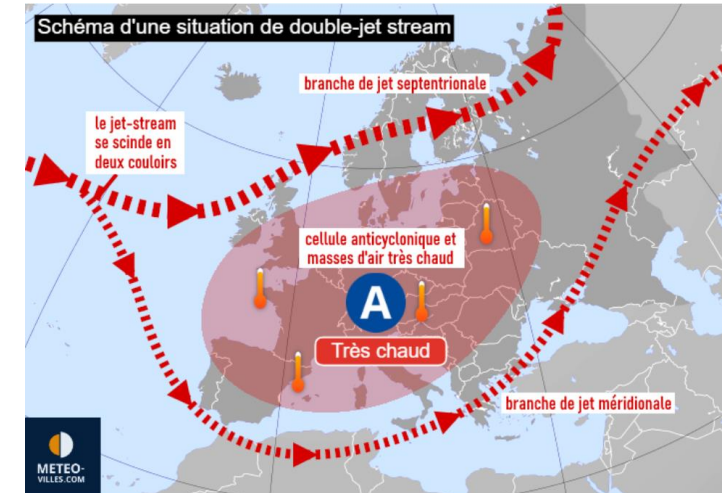 Schéma d'une situation de double-jet stream
branche de jet septentrionale
le jet-stream
se scinde en
deux couloirs
cellule anticyclonique et
masses d'air très chaud
A
Très chaud
branche de jet méridionale
METEO-
VILLES.COM